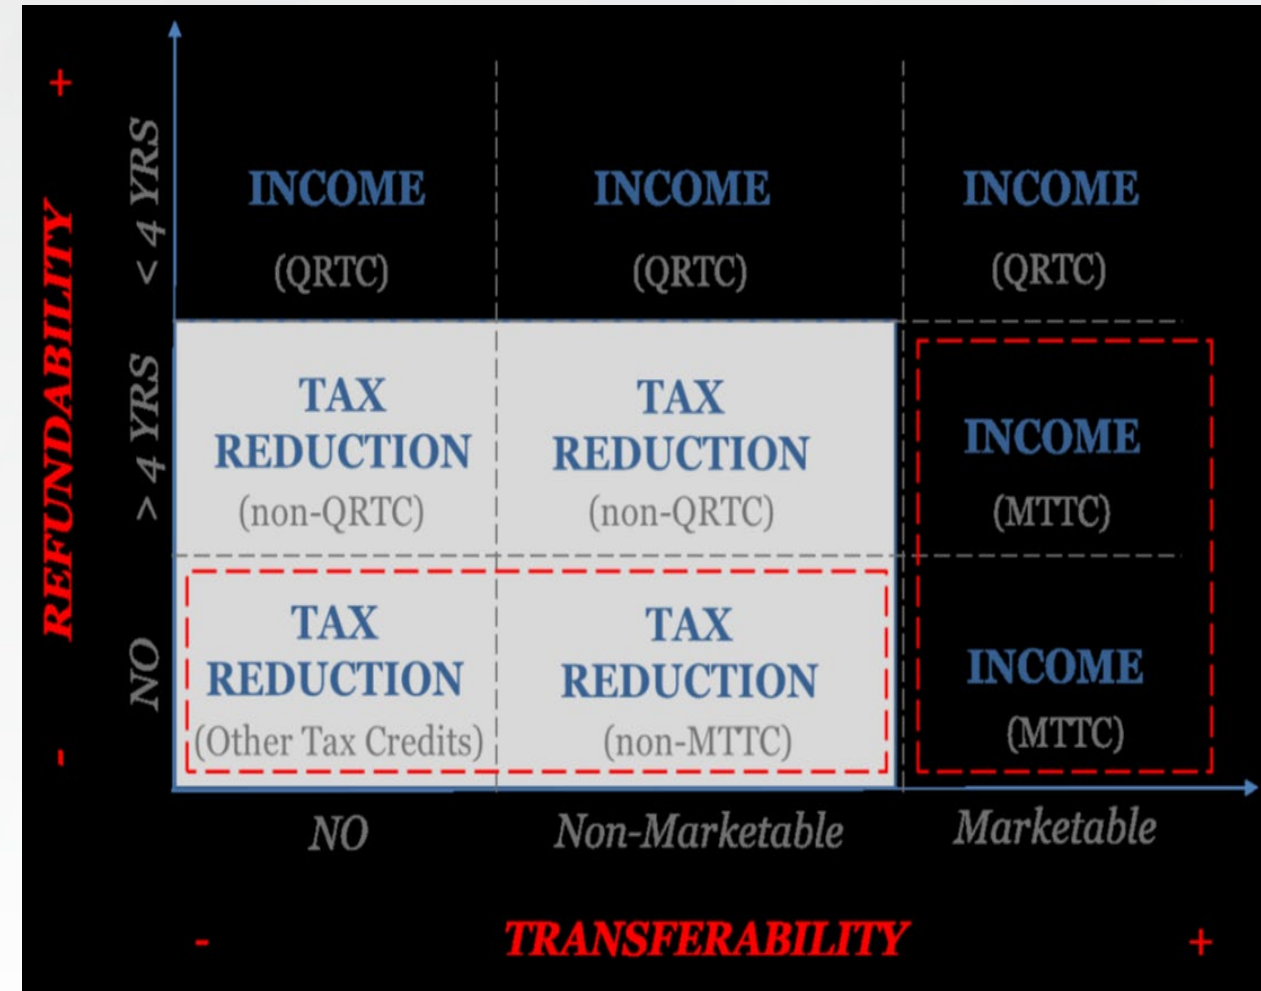 +
REFUNDABILITY
-
< 4 YRS
> 4 YRS
NO
INCOME
(QRTC)
INCOME
(QRTC)
INCOME
(QRTC)
TAX
REDUCTION
(non-QRTC)
TAX
REDUCTION
(non-QRTC)
INCOME
(MTTC)
TAX
REDUCTION
(Other Tax Credits)
TAX
REDUCTION
(non-MTTC)
INCOME
(MTTC)
NO
Non-Marketable
Marketable
-
TRANSFERABILITY
+